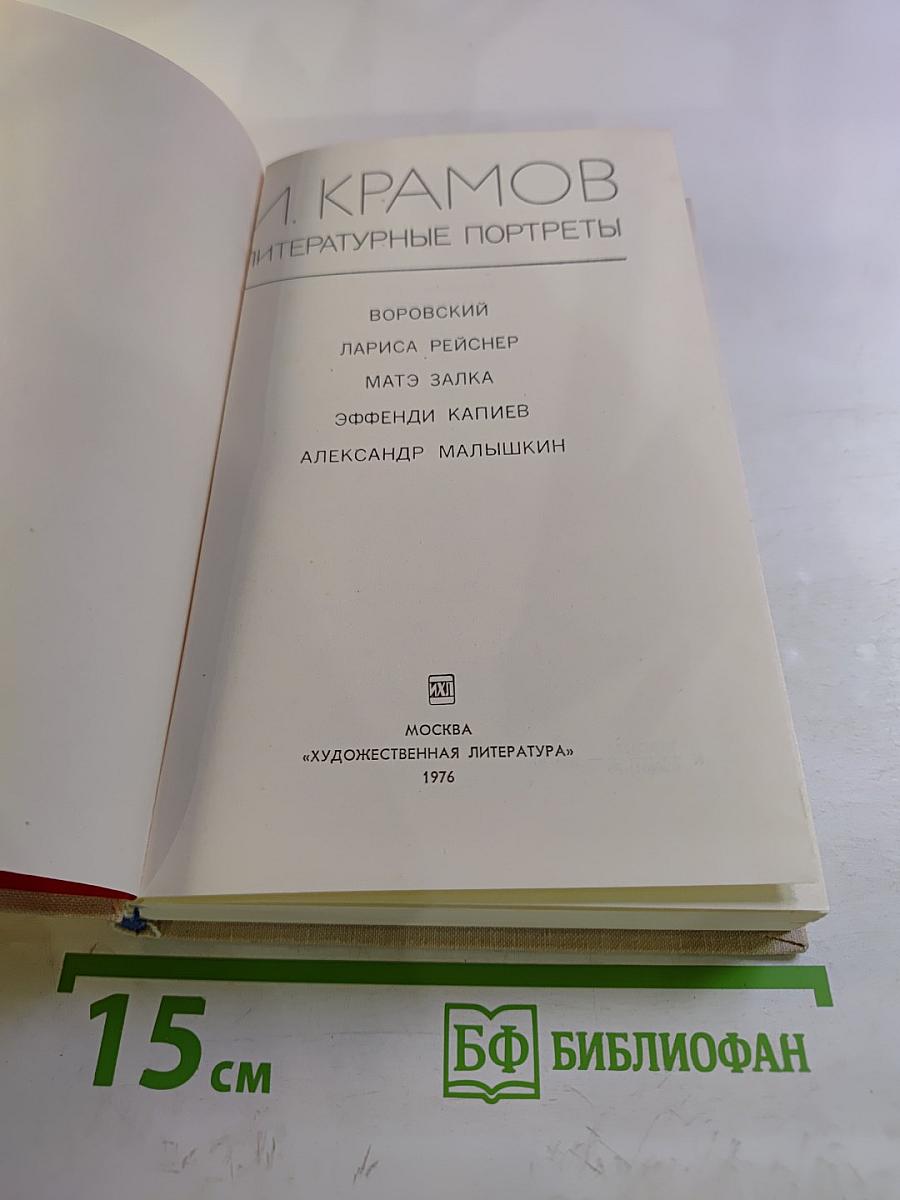 И. КРАМОВ
ЛИТЕРАТУРНЫЕ ПОРТРЕТЫ
ВОРОВСКИЙ
ЛАРИСА РЕЙСНЕР
МАТЭ ЗАЛКА
ЭФФЕНДИ КАПИЕВ
АЛЕКСАНДР МАЛЫШКИН
ИХЛ
МОСКВА
«ХУДОЖЕСТВЕННАЯ ЛИТЕРАТУРА»
1976
15 см
БФ БИБЛИОФАН